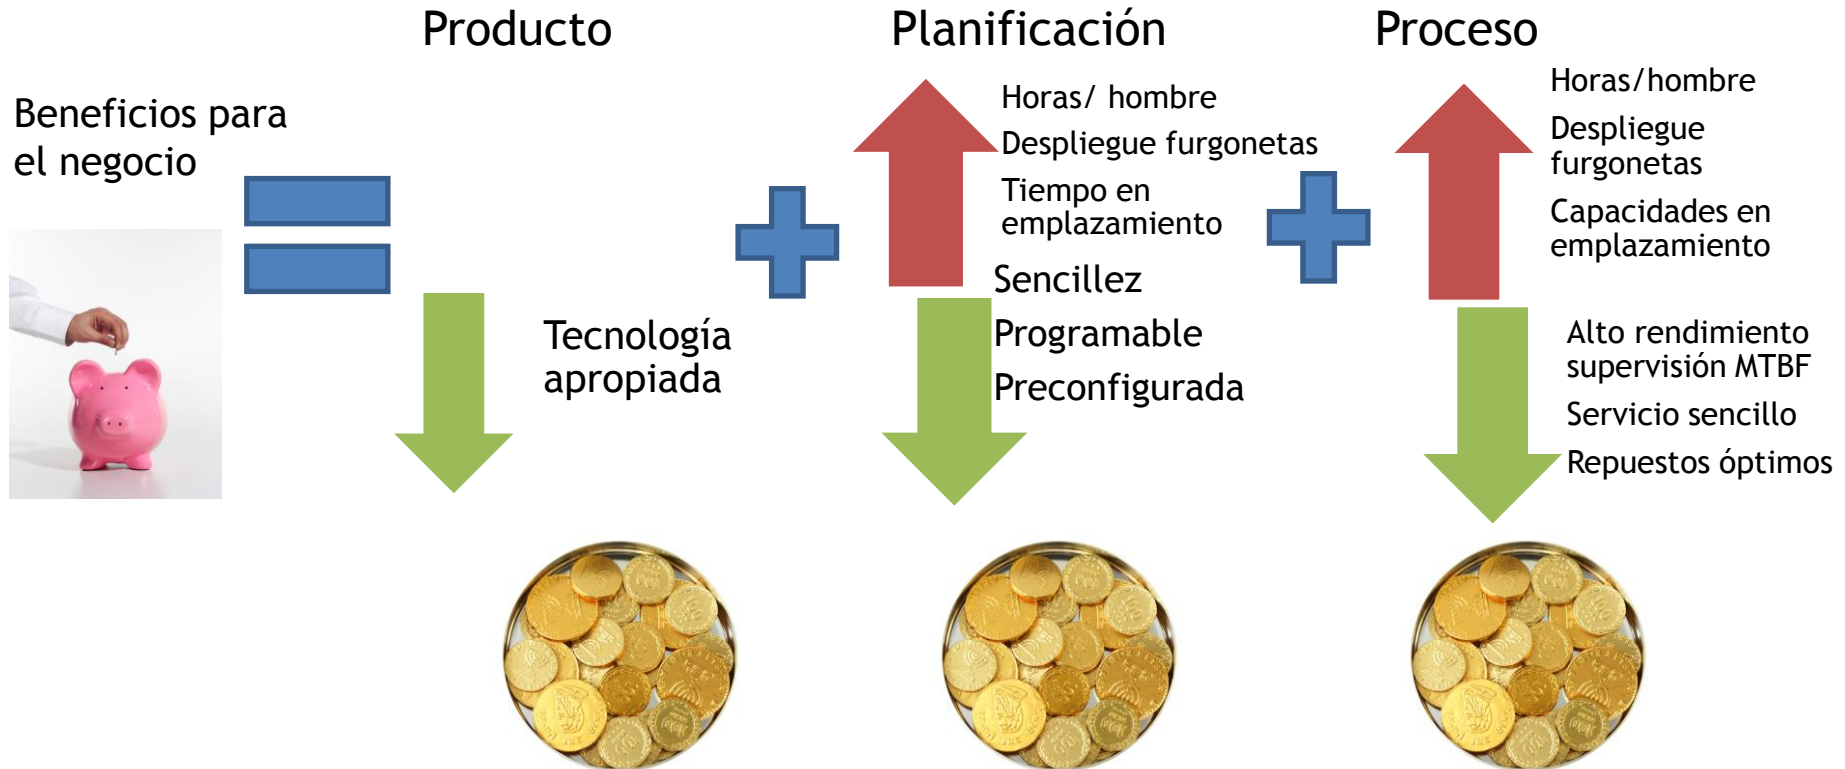 Producto
Planificación
Proceso
Beneficios para
el negocio
Horas/ hombre
Despliegue furgonetas
Tiempo en
emplazamiento
Sencillez
Programable
Preconfigurada
Tecnología
apropiada
Horas/hombre
Despliegue
furgonetas
Capacidades en
emplazamiento
Alto rendimiento
supervisión MTBF
Servicio sencillo
Repuestos óptimos